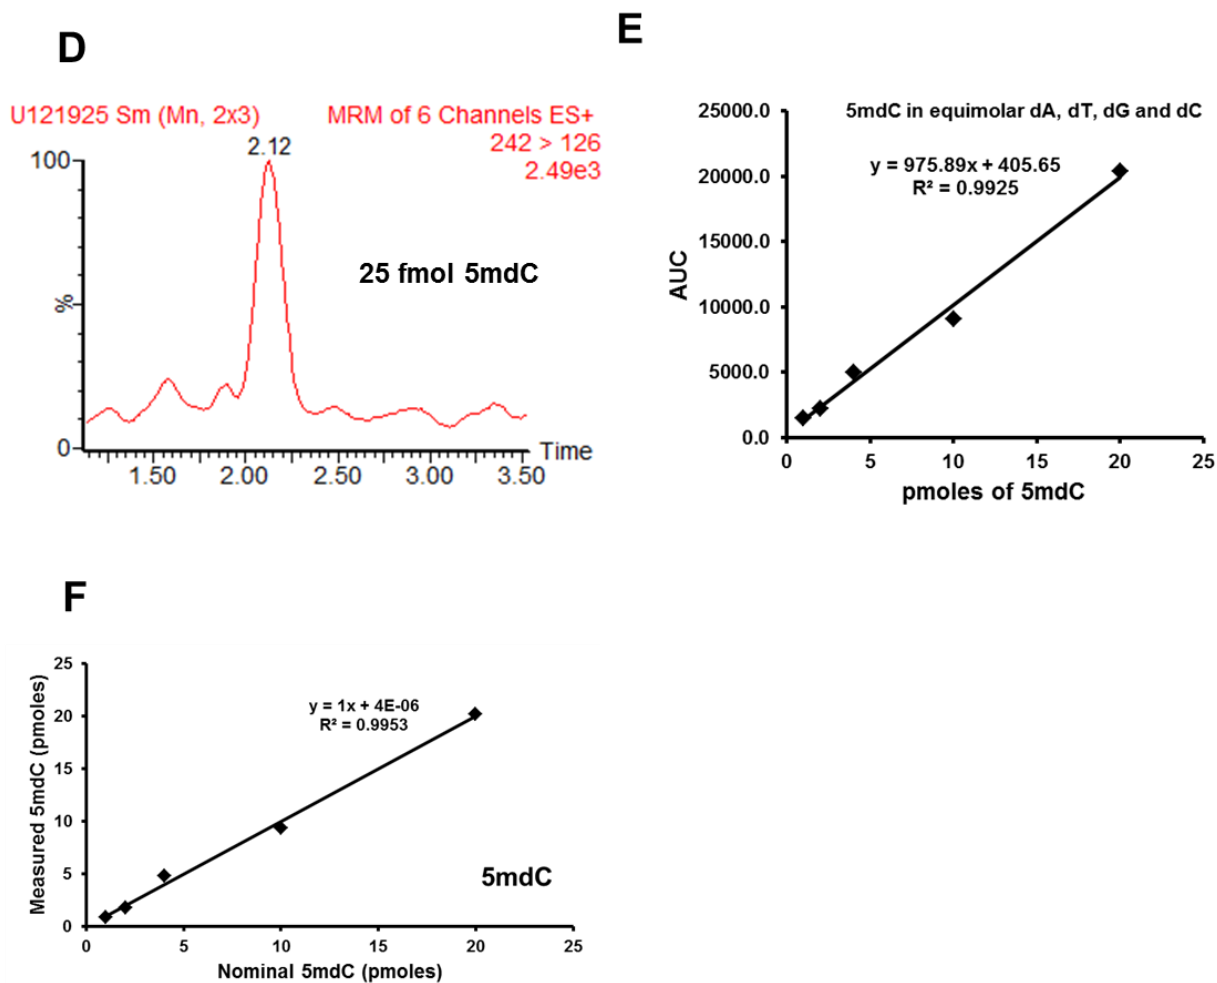 D
U121925 Sm (Mn, 2x3)
MRM of 6 Channels ES+
242 > 126
2.49e3
2.12
100
%
0
25 fmol 5mdC
Time
1.50 2.00 2.50 3.00 3.50
E
5mdC in equimolar dA, dT, dG and dC
y = 975.89x + 405.65
R² = 0.9925
25000.0
20000.0
15000.0
10000.0
5000.0
0.0
AUC
0 5 10 15 20 25
pmoles of 5mdC
F
y = 1x + 4E-06
R² = 0.9953
25
20
15
10
5
0
Measured 5mdC (pmoles)
5mdC
0 5 10 15 20 25
Nominal 5mdC (pmoles)